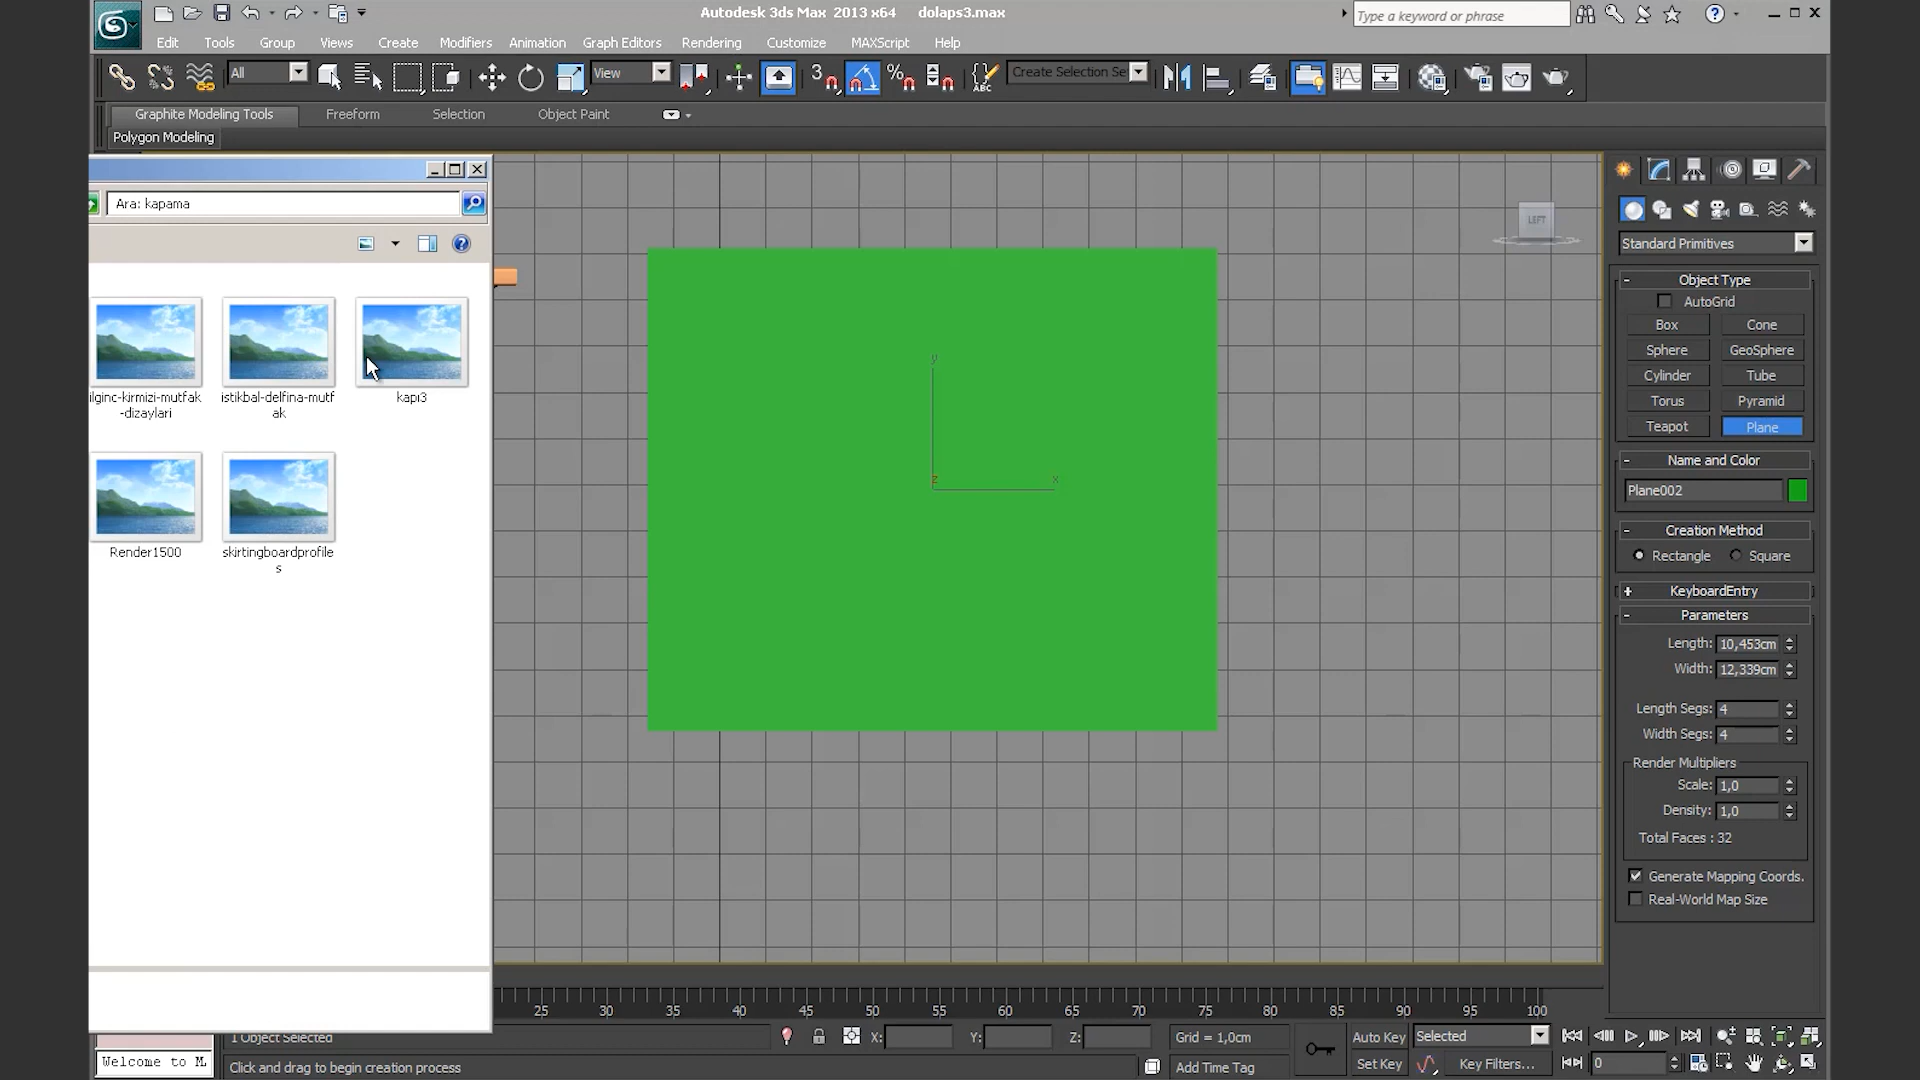 Autodesk 3ds Max 2013 x64 dolaps3.max
Type a keyword or phrase
Edit Tools Group Views Create Modifiers Animation Graph Editors Rendering Customize MAXScript Help
All View Create Selection Se
Graphite Modeling Tools Freeform Selection Object Paint
Polygon Modeling
Ara: kapama
LEFT
Standard Primitives
Object Type
AutoGrid
Box Cone
Sphere GeoSphere
Cylinder Tube
Torus Pyramid
Teapot Plane
ilginc-kirmizi-mutfak
-dizaylari
istikbal-delfina-mutf
ak
kapı3
Render1500
skirtingboardprofile
s
y
z
x
Name and Color
Plane002
Creation Method
Rectangle Square
KeyboardEntry
Parameters
Length: 10,453cm
Width: 12,339cm
Length Segs: 4
Width Segs: 4
Render Multipliers
Scale: 1,0
Density: 1,0
Total Faces : 32
Generate Mapping Coords.
Real-World Map Size
25 30 35 40 45 50 55 60 65 70 75 80 85 90 95 100
1 Object Selected X: Y: Z: Grid = 1,0cm Auto Key Selected
Welcome to M. Click and drag to begin creation process Add Time Tag Set Key Key Filters... 0